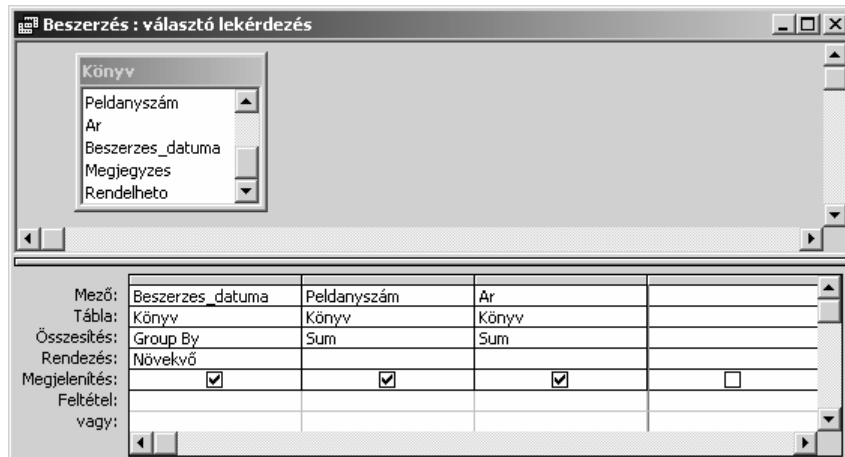 Beszerzés : választó lekérdezés
Könyv
Peldanyszám
Ar
Beszerzes_datuma
Megjegyzes
Rendelheto
Mező: Beszerzes_datuma Peldanyszám Ar
Tábla: Könyv Könyv Könyv
Összesítés: Group By Sum Sum
Rendezés: Növekvő
Megjelenítés:
Feltétel:
vagy: